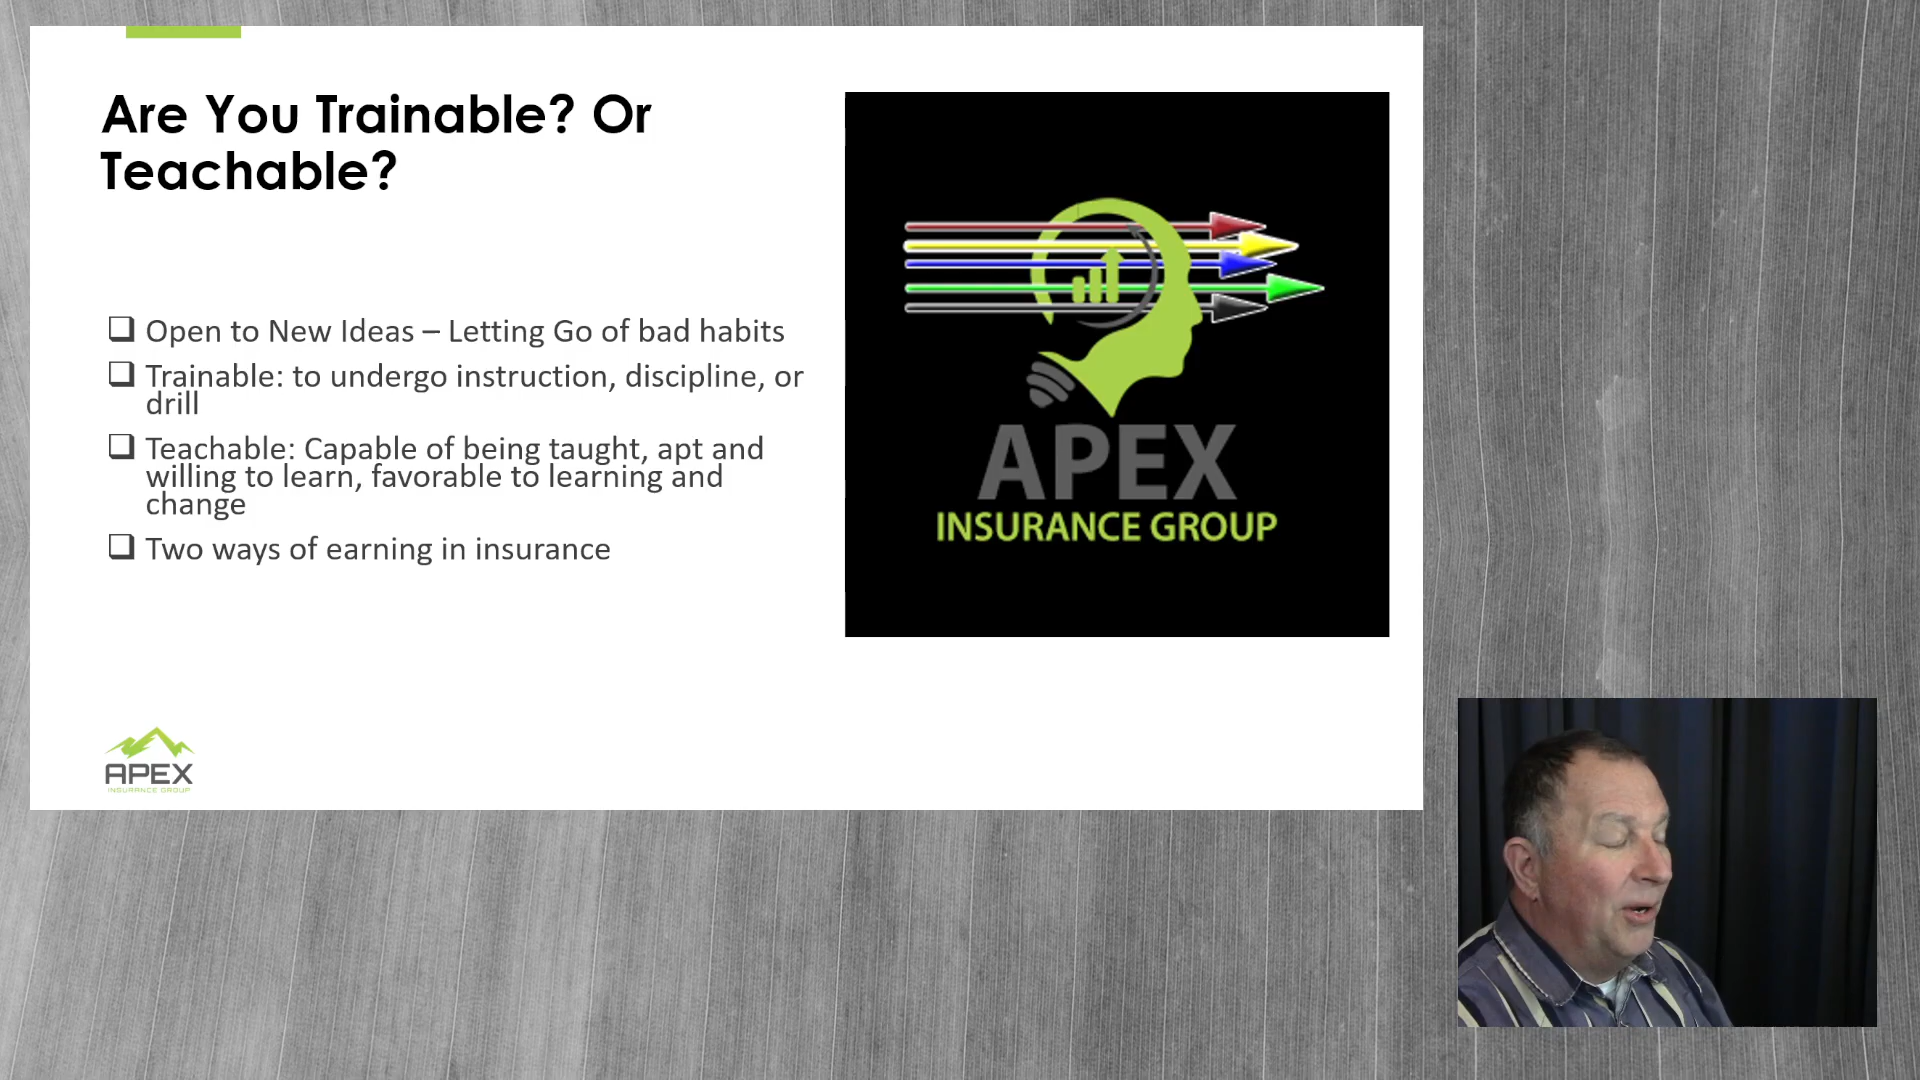 Are You Trainable? Or
Teachable?
❑ Open to New Ideas – Letting Go of bad habits
❑ Trainable: to undergo instruction, discipline, or
drill
❑ Teachable: Capable of being taught, apt and
willing to learn, favorable to learning and
change
❑ Two ways of earning in insurance
APEX
INSURANCE GROUP
APEX
INSURANCE GROUP